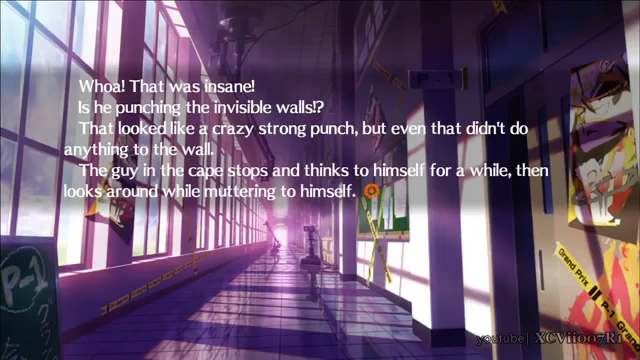 Whoa! That was insane!
Is he punching the invisible walls!?
That looked like a crazy strong punch, but even that didn't do
anything to the wall.
The guy in the cape stops and thinks to himself for a while, then
looks around while muttering to himself.
P-1
Grand Prix
P-1 Gran
youtube| XCVii007R1